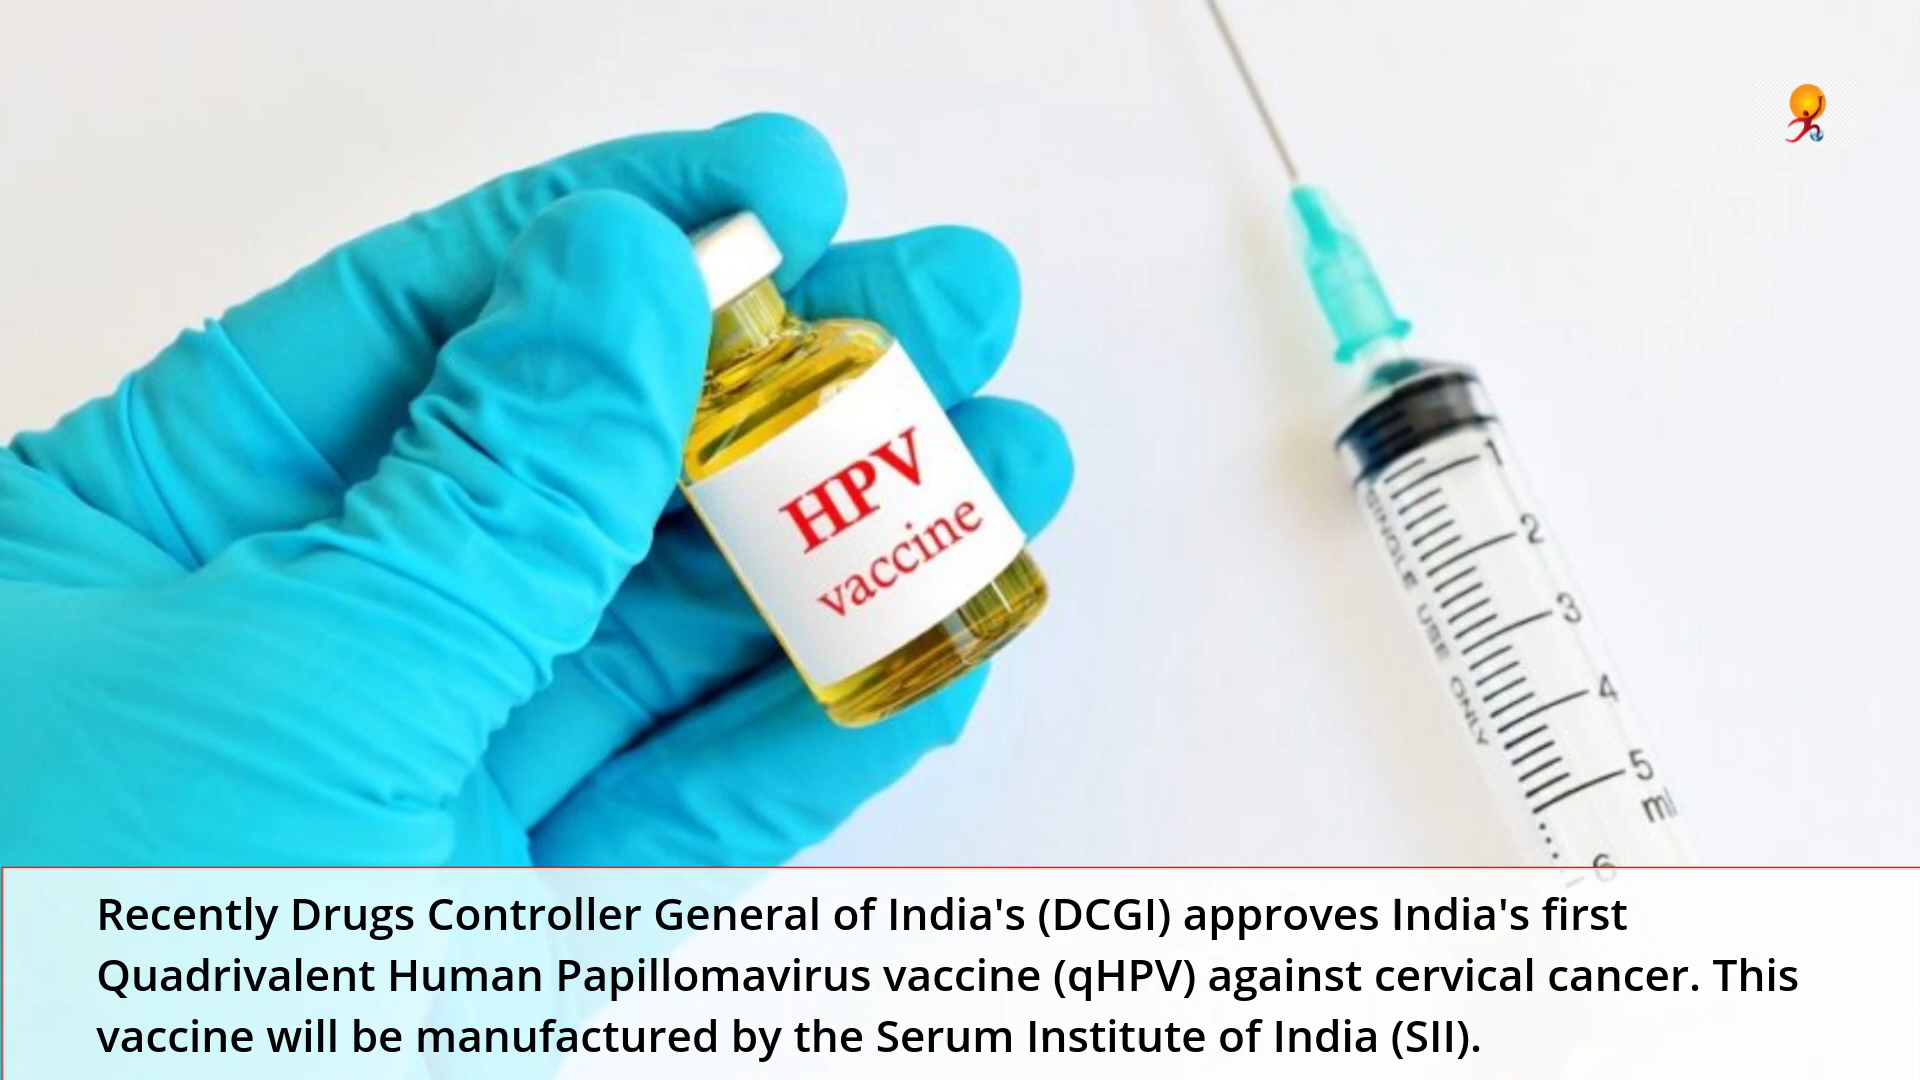 HPV
vaccine
SINGLE USE ONLY
1
2
3
4
5
ml
6
Recently Drugs Controller General of India's (DCGI) approves India's first
Quadrivalent Human Papillomavirus vaccine (qHPV) against cervical cancer. This
vaccine will be manufactured by the Serum Institute of India (SII).